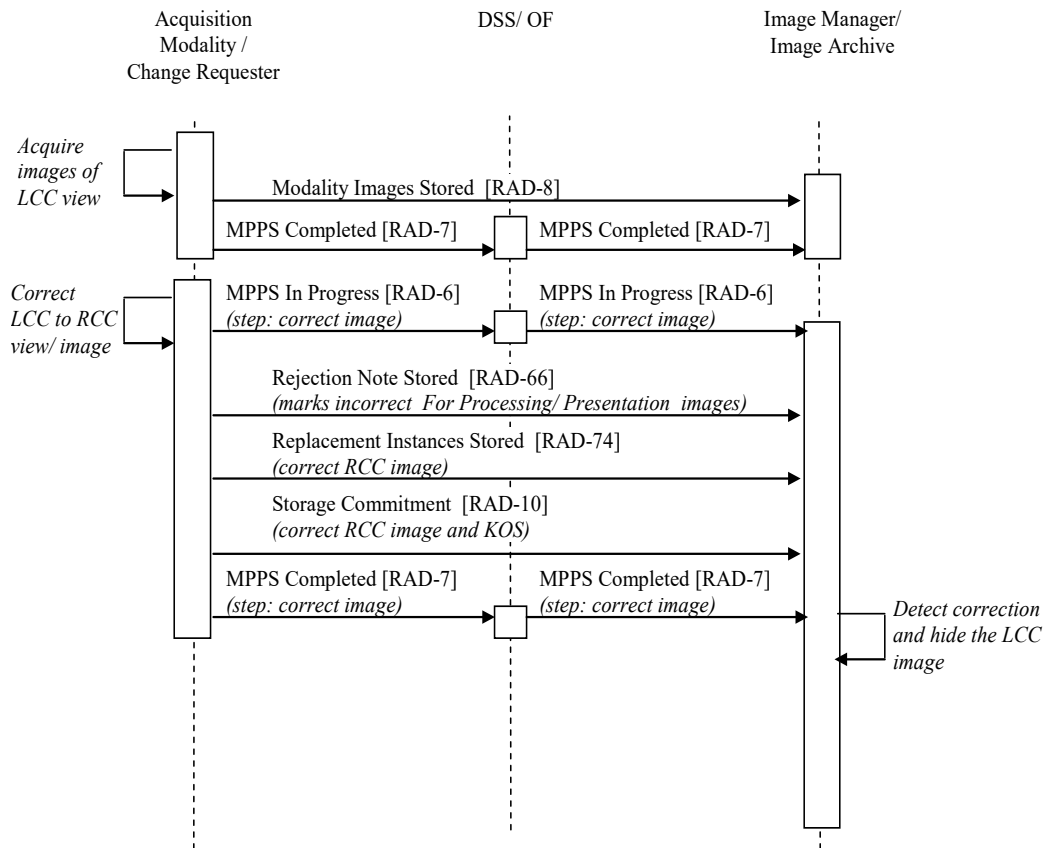 Acquisition
Modality /
Change Requester
DSS/ OF
Image Manager/
Image Archive
Acquire
images of
LCC view
Modality Images Stored [RAD-8]
MPPS Completed [RAD-7]
MPPS Completed [RAD-7]
Correct
LCC to RCC
view/ image
MPPS In Progress [RAD-6]
(step: correct image)
MPPS In Progress [RAD-6]
(step: correct image)
Rejection Note Stored [RAD-66]
(marks incorrect For Processing/ Presentation images)
Replacement Instances Stored [RAD-74]
(correct RCC image)
Storage Commitment [RAD-10]
(correct RCC image and KOS)
MPPS Completed [RAD-7]
(step: correct image)
MPPS Completed [RAD-7]
(step: correct image)
Detect correction
and hide the LCC
image